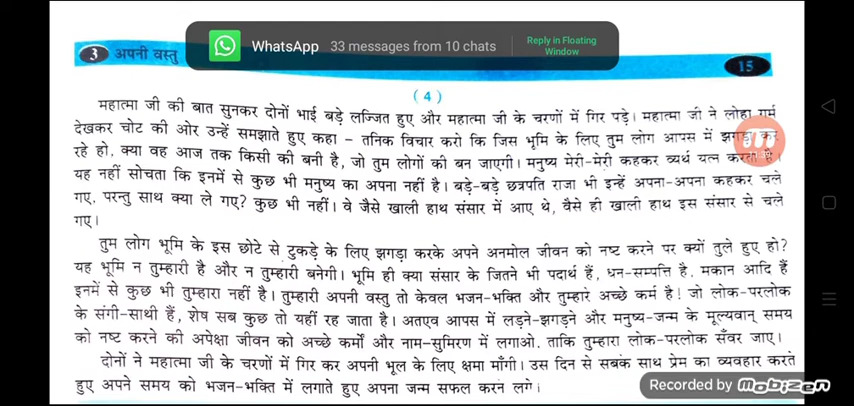 WhatsApp 33 messages from 10 chats
Reply in Floating
Window
3 अपनी वस्तु
15
(4)
महात्मा जी की बात सुनकर दोनों भाई बड़े लज्जित हुए और महात्मा जी के चरणों में गिर पड़े। महात्मा जी ने लोहा गर्म
देखकर चोट की ओर उन्हें समझाते हुए कहा - तनिक विचार करो कि जिस भूमि के लिए तुम लोग आपस में झगड़ा कर
रहे हो, क्या वह आज तक किसी की बनी है, जो तुम लोगों की बन जाएगी। मनुष्य मेरी-मेरी कहकर व्यर्थ यत्न करता है।
यह नहीं सोचता कि इनमें से कुछ भी मनुष्य का अपना नहीं है। बड़े-बड़े छत्रपति राजा भी इन्हें अपना-अपना कहकर चले
गए, परन्तु साथ क्या ले गए? कुछ भी नहीं। वे जैसे खाली हाथ संसार में आए थे, वैसे ही खाली हाथ इस संसार से चले
गए।
तुम लोग भूमि के इस छोटे से टुकड़े के लिए झगड़ा करके अपने अनमोल जीवन को नष्ट करने पर क्यों तुले हुए हो?
यह भूमि न तुम्हारी है और न तुम्हारी बनेगी। भूमि ही क्या संसार के जितने भी पदार्थ हैं, धन-सम्पत्ति है, मकान आदि हैं
इनमें से कुछ भी तुम्हारा नहीं है। तुम्हारी अपनी वस्तु तो केवल भजन-भक्ति और तुम्हारे अच्छे कर्म है! जो लोक-परलोक
के संगी-साथी हैं, शेष सब कुछ तो यहीं रह जाता है। अतएव आपस में लड़ने-झगड़ने और मनुष्य-जन्म के मूल्यवान् समय
को नष्ट करने की अपेक्षा जीवन को अच्छे कर्मों और नाम-सुमिरण में लगाओ, ताकि तुम्हारा लोक-परलोक सँवर जाए।
दोनों ने महात्मा जी के चरणों में गिर कर अपनी भूल के लिए क्षमा माँगी। उस दिन से सबके साथ प्रेम का व्यवहार करते
हुए अपने समय को भजन-भक्ति में लगाते हुए अपना जन्म सफल करने लगे।
Recorded by Mobizen